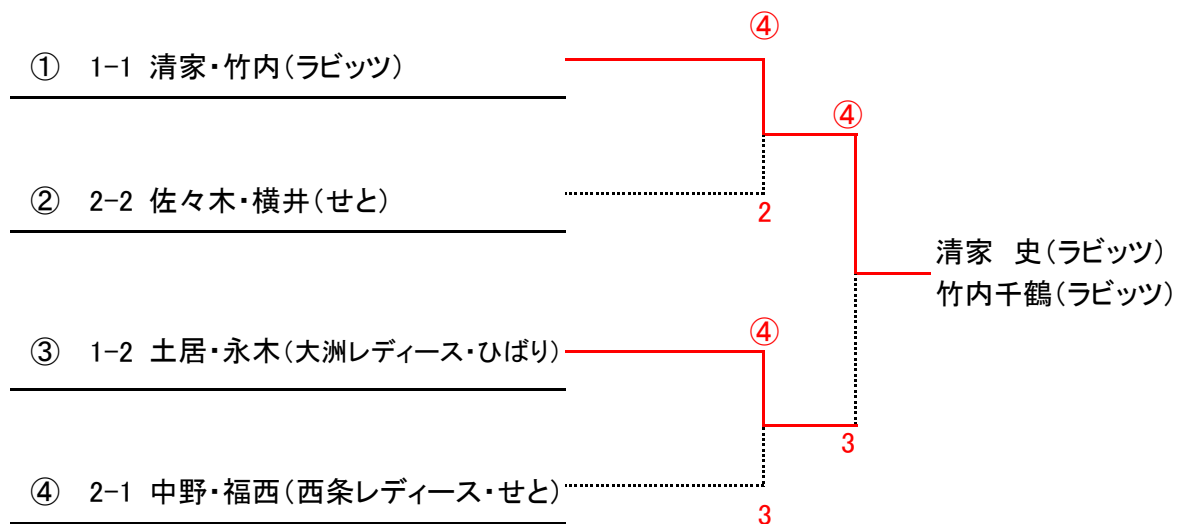 ④
① 1-1 清家・竹内(ラビッツ)
④
② 2-2 佐々木・横井(せと)
2
清家 史(ラビッツ)
竹内千鶴(ラビッツ)
④
③ 1-2 土居・永木(大洲レディース・ひばり)
3
④ 2-1 中野・福西(西条レディース・せと)
3